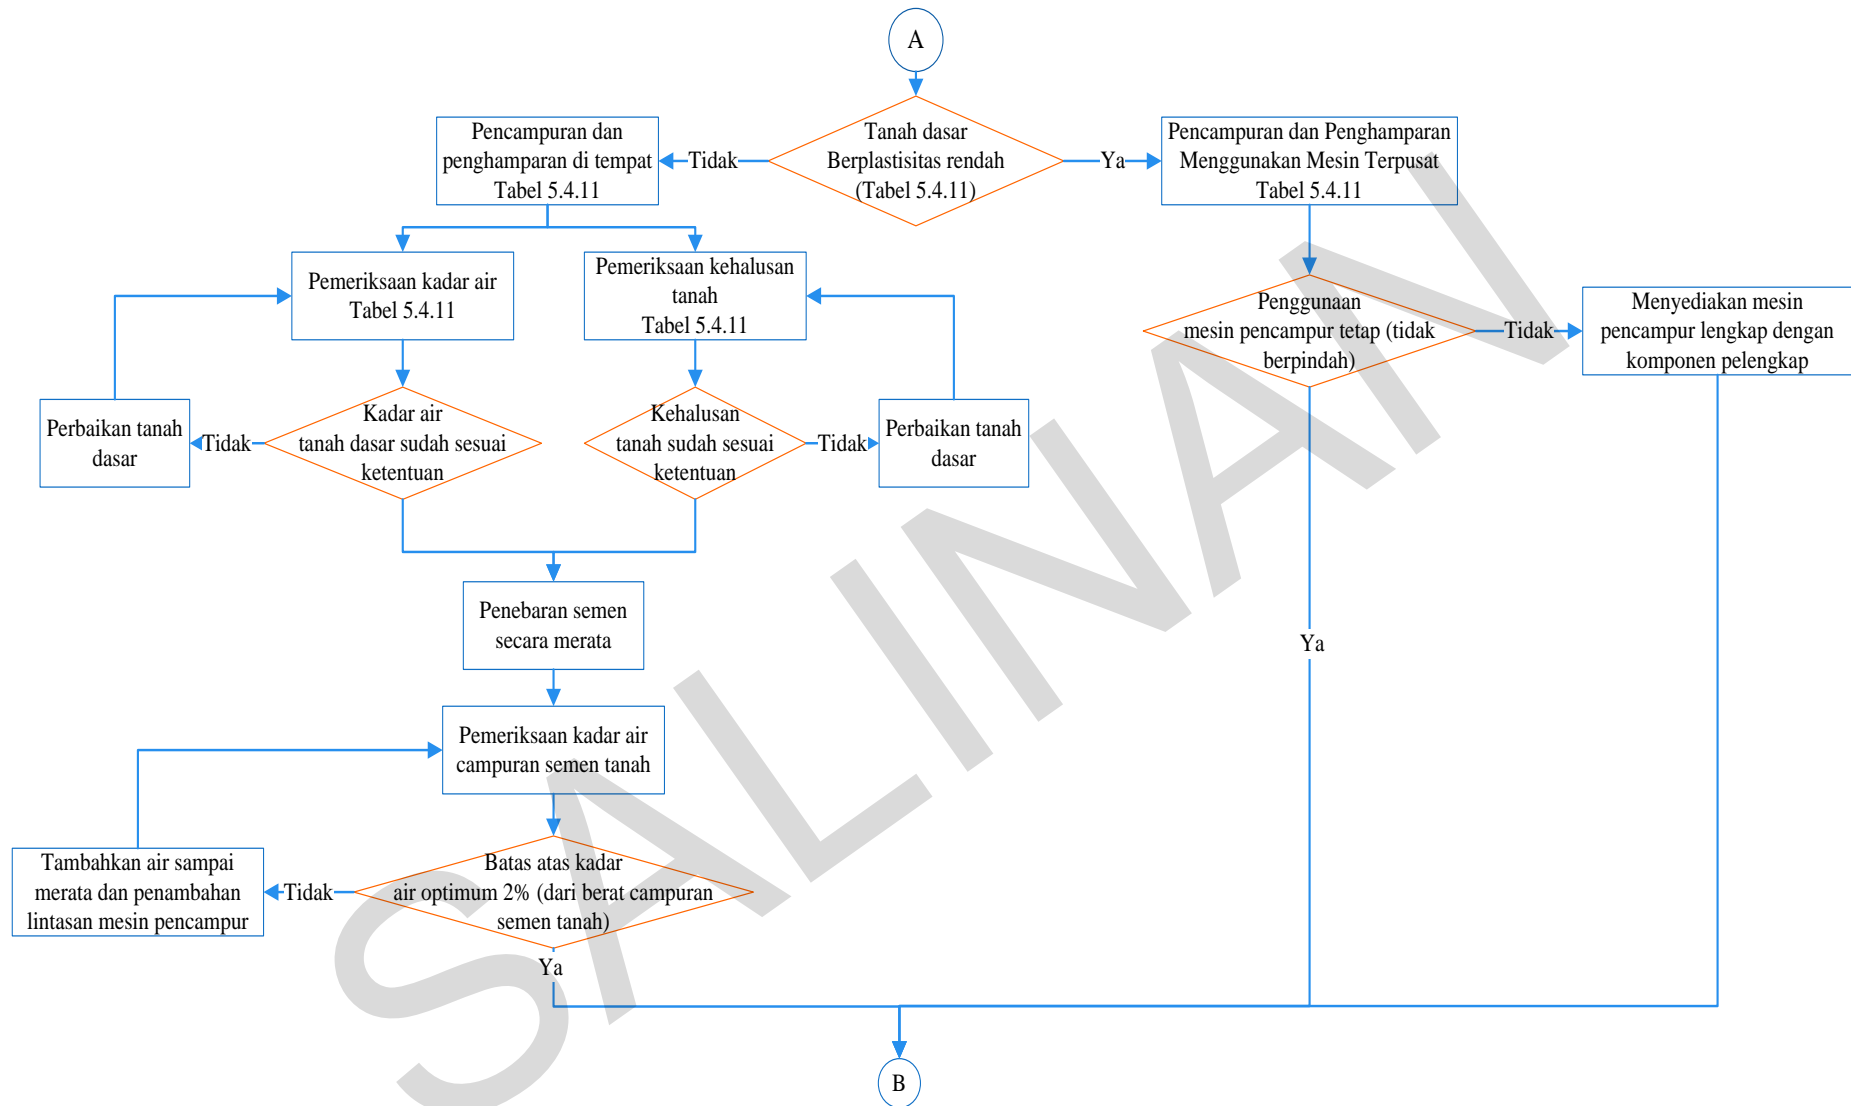 A
Tanah dasar
Berplastisitas rendah
(Tabel 5.4.11)
Tidak
Ya
Pencampuran dan
penghamparan di tempat
Tabel 5.4.11
Pencampuran dan Penghamparan
Menggunakan Mesin Terpusat
Tabel 5.4.11
Pemeriksaan kadar air
Tabel 5.4.11
Pemeriksaan kehalusan
tanah
Tabel 5.4.11
Penggunaan
mesin pencampur tetap (tidak
berpindah)
Tidak
Menyediakan mesin
pencampur lengkap dengan
komponen pelengkap
Perbaikan tanah
dasar
Tidak
Kadar air
tanah dasar sudah sesuai
ketentuan
Kehalusan
tanah sudah sesuai
ketentuan
Tidak
Perbaikan tanah
dasar
Penebaran semen
secara merata
Ya
Pemeriksaan kadar air
campuran semen tanah
Tambahkan air sampai
merata dan penambahan
lintasan mesin pencampur
Tidak
Batas atas kadar
air optimum 2% (dari berat campuran
semen tanah)
Ya
B
SALINAN